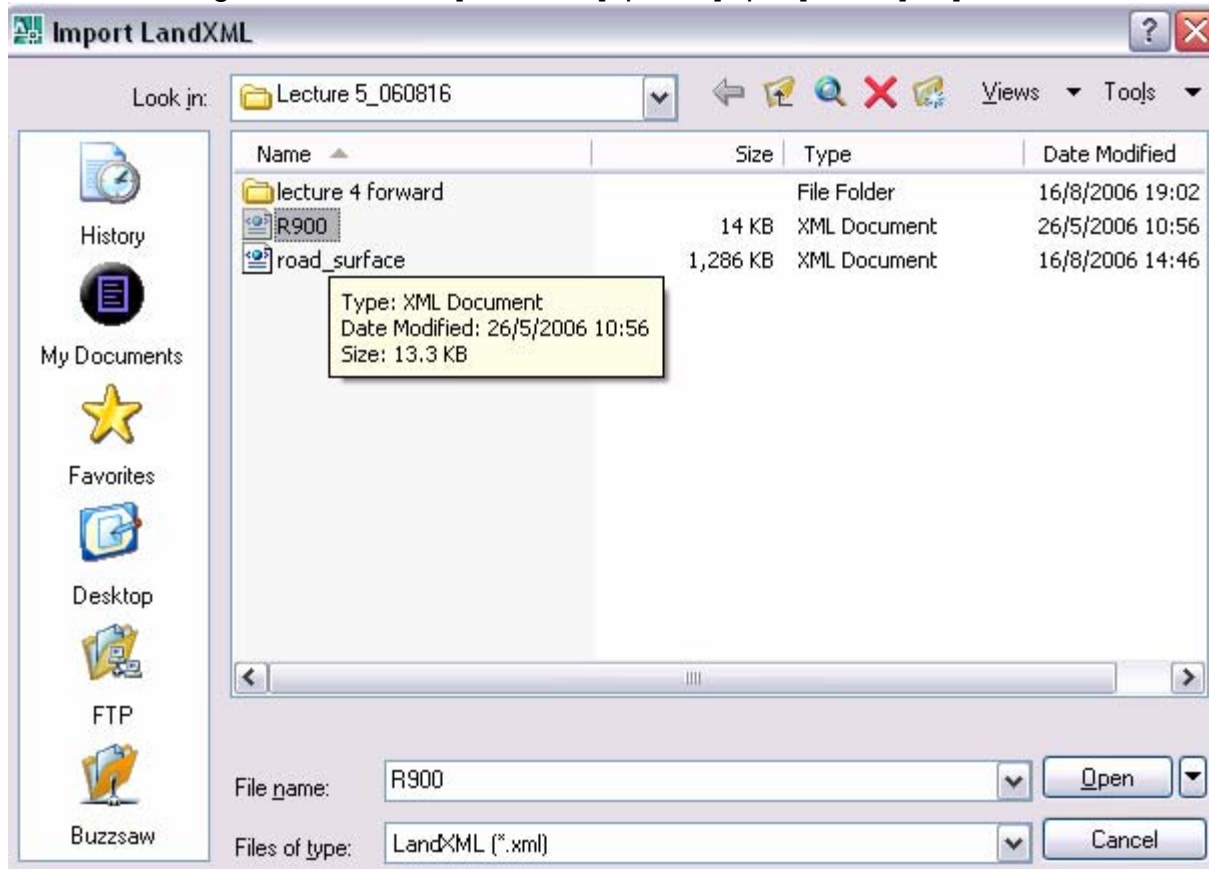 Import LandXML
Look in: Lecture 5_060816 Views Tools
Name Size Type Date Modified
lecture 4 forward File Folder 16/8/2006 19:02
R900 14 KB XML Document 26/5/2006 10:56
road_surface 1,286 KB XML Document 16/8/2006 14:46
Type: XML Document
Date Modified: 26/5/2006 10:56
Size: 13.3 KB
History
My Documents
Favorites
Desktop
FTP
Buzzsaw
File name: R900 Open
Files of type: LandXML (*.xml) Cancel